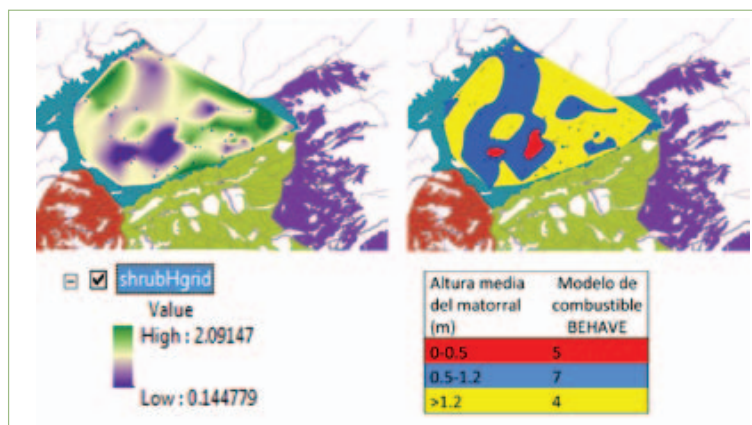 shrubHgrid
Value
High : 2.09147
Low : 0.144779
Altura media del matorral (m) Modelo de combustible BEHAVE
0-0.5 5
0.5-1.2 7
>1.2 4